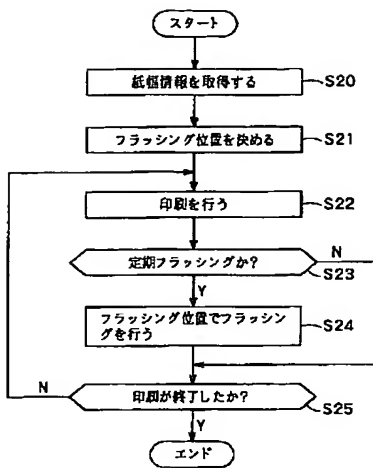 スタート
紙幅情報を取得する
S20
フラッシング位置を決める
S21
印刷を行う
S22
定期フラッシングか?
N
S23
Y
フラッシング位置でフラッシング
を行う
S24
N
印刷が終了したか?
S25
Y
エンド